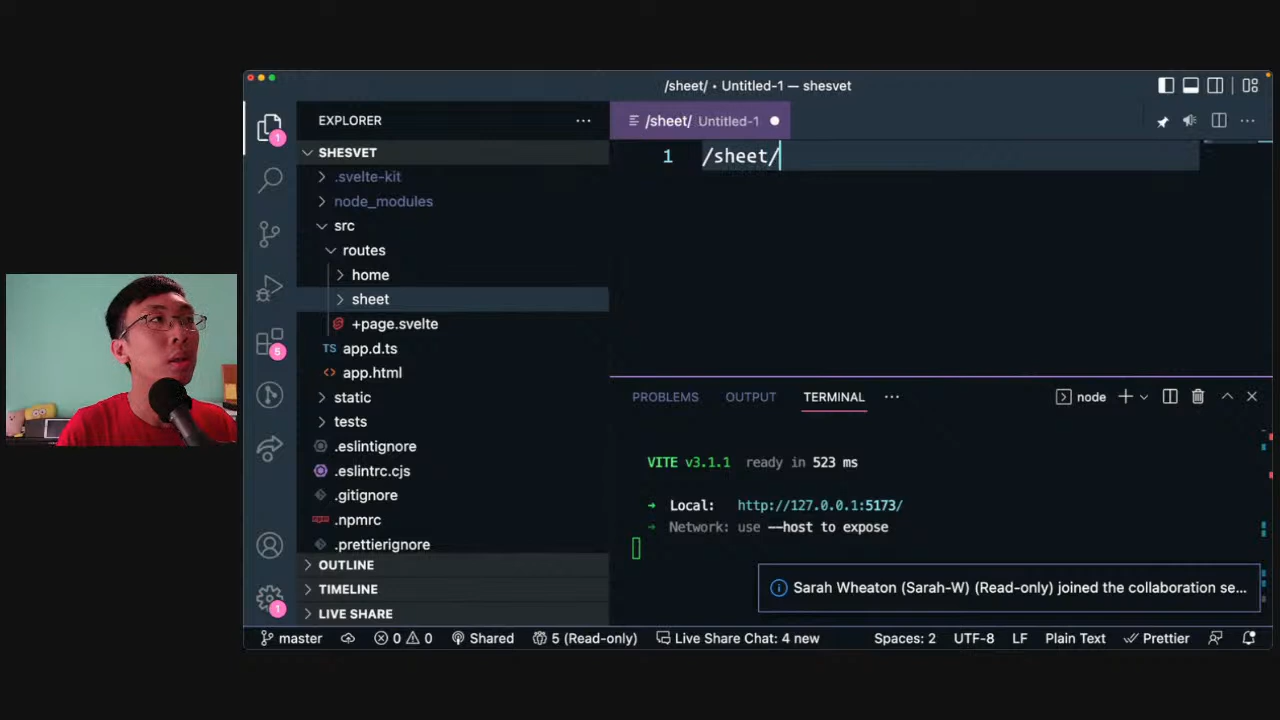 /sheet/ • Untitled-1 — shesvet
EXPLORER
/sheet/ Untitled-1
1
SHESVET
1 /sheet/
.svelte-kit
node_modules
src
routes
home
sheet
+page.svelte
TS app.d.ts
5
<> app.html
static
tests
.eslintignore
.eslintrc.cjs
.gitignore
.npmrc
.prettierignore
OUTLINE
TIMELINE
1
LIVE SHARE
PROBLEMS OUTPUT TERMINAL
node
VITE v3.1.1 ready in 523 ms
➜ Local: http://127.0.0.1:5173/
➜ Network: use --host to expose
Sarah Wheaton (Sarah-W) (Read-only) joined the collaboration se...
master 0 0 Shared 5 (Read-only) Live Share Chat: 4 new Spaces: 2 UTF-8 LF Plain Text Prettier